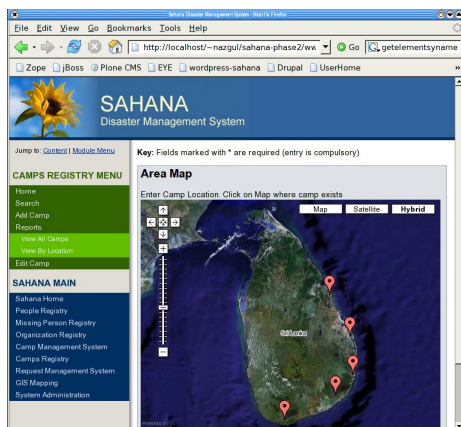 Sahana Disaster Management System - Mozilla Firefox
File Edit View Go Bookmarks Tools Help
http://localhost/~nazgul/sahana-phase2/ww Go getelementsyname
Zope jBoss Plone CMS EYE wordpress-sahana Drupal UserHome »
SAHANA
Disaster Management System
Jump to: Content | Module Menu
CAMPS REGISTRY MENU
Home
Search
Add Camp
Reports
View All Camps
View By Location
Edit Camp
SAHANA MAIN
Sahana Home
People Registry
Missing Person Registry
Organization Registry
Camp Management System
Camps Registry
Request Management System
GIS Mapping
System Administration
Key: Fields marked with * are required (entry is compulsory)
Area Map
Enter Camp Location. Click on Map where camp exists
Map Satellite Hybrid
Sri Lanka
POWERED BY